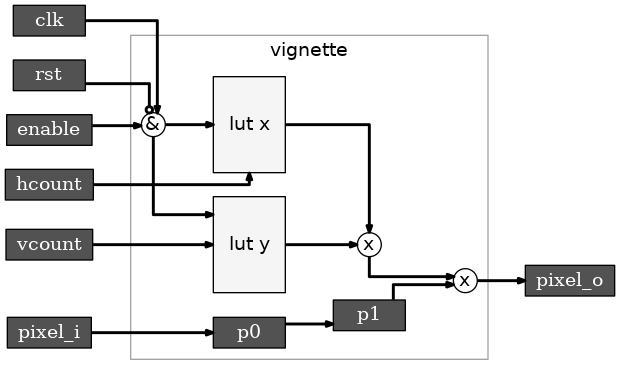 clk
vignette
rst
lut x
enable
&
hcount
vcount
lut y
x
x
pixel_o
pixel_i
p0
p1